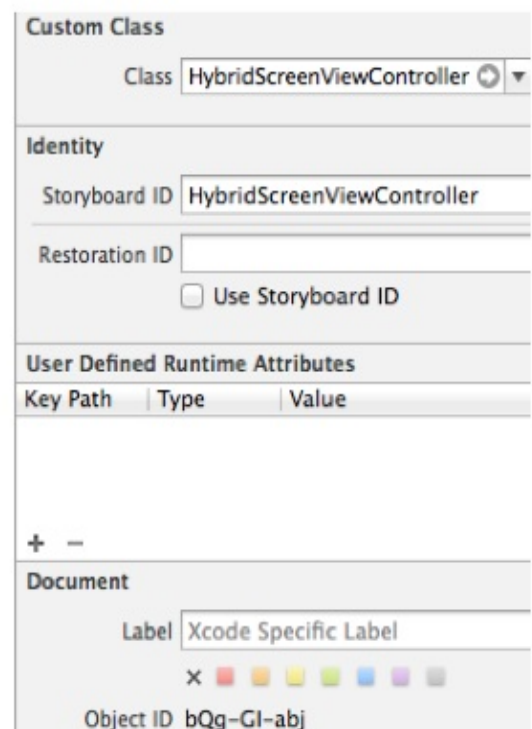 Custom Class
Class HybridScreenViewController
Identity
Storyboard ID HybridScreenViewController
Restoration ID
Use Storyboard ID
User Defined Runtime Attributes
Key Path Type Value
+ −
Document
Label Xcode Specific Label
Object ID bQg-GI-abj